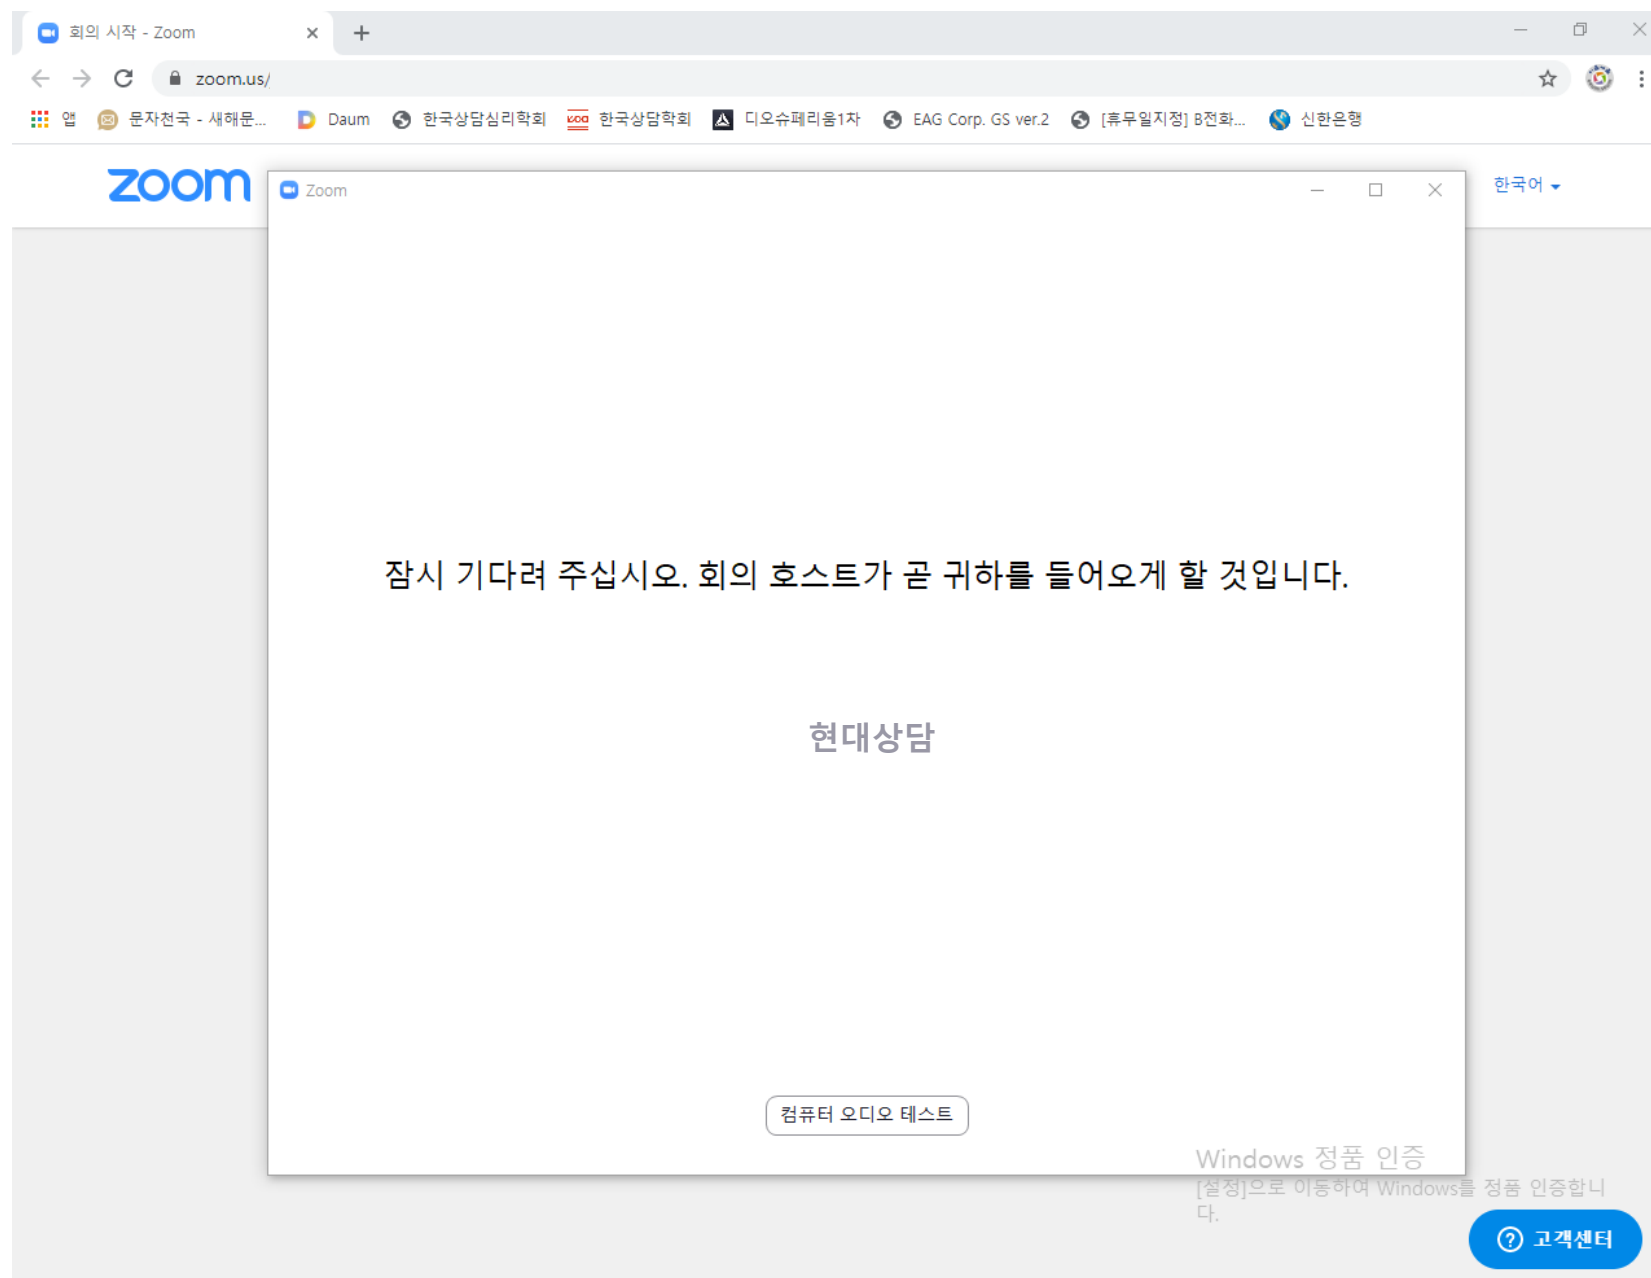 회의 시작 - Zoom
zoom.us/
앱 문자천국 - 새해문... Daum 한국상담심리학회 KCA 한국상담학회 디오슈페리움1차 EAG Corp. GS ver.2 [휴무일지정] B전화... 신한은행
zoom
Zoom
한국어
잠시 기다려 주십시오. 회의 호스트가 곧 귀하를 들어오게 할 것입니다.
현대상담
컴퓨터 오디오 테스트
Windows 정품 인증
[설정]으로 이동하여 Windows를 정품 인증합니
다.
고객센터